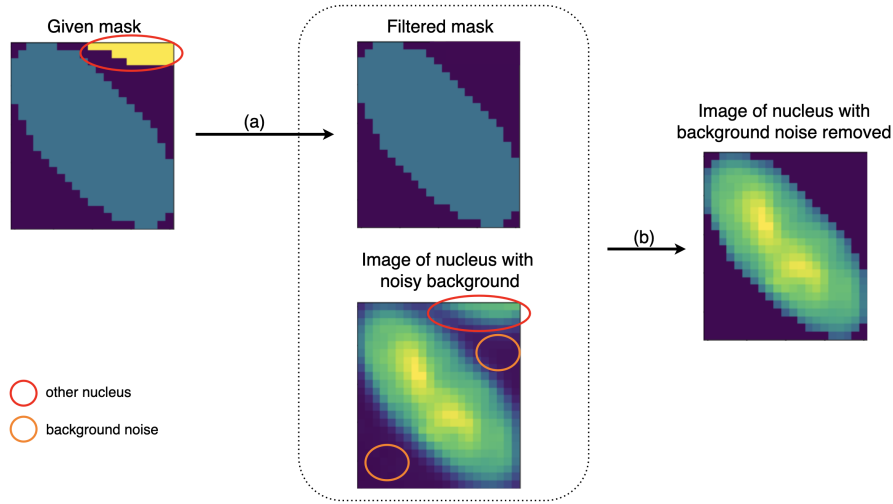 Given mask
Filtered mask
(a)
Image of nucleus with
background noise removed
(b)
Image of nucleus with
noisy background
other nucleus
background noise